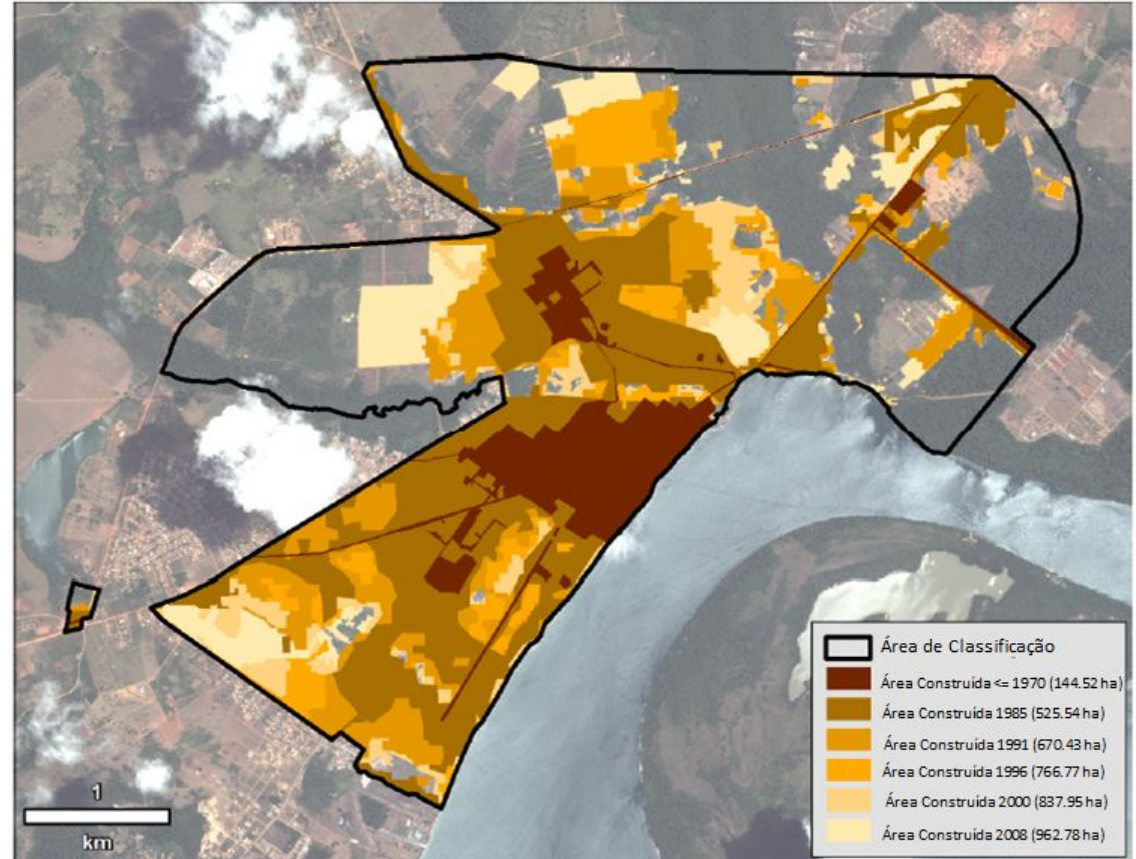 Área de Classificação
Área Construída <= 1970 (144.52 ha)
Área Construída 1985 (525.54 ha)
Área Construída 1991 (670.43 ha)
Área Construída 1996 (766.77 ha)
Área Construída 2000 (837.95 ha)
Área Construída 2008 (962.78 ha)
1
km